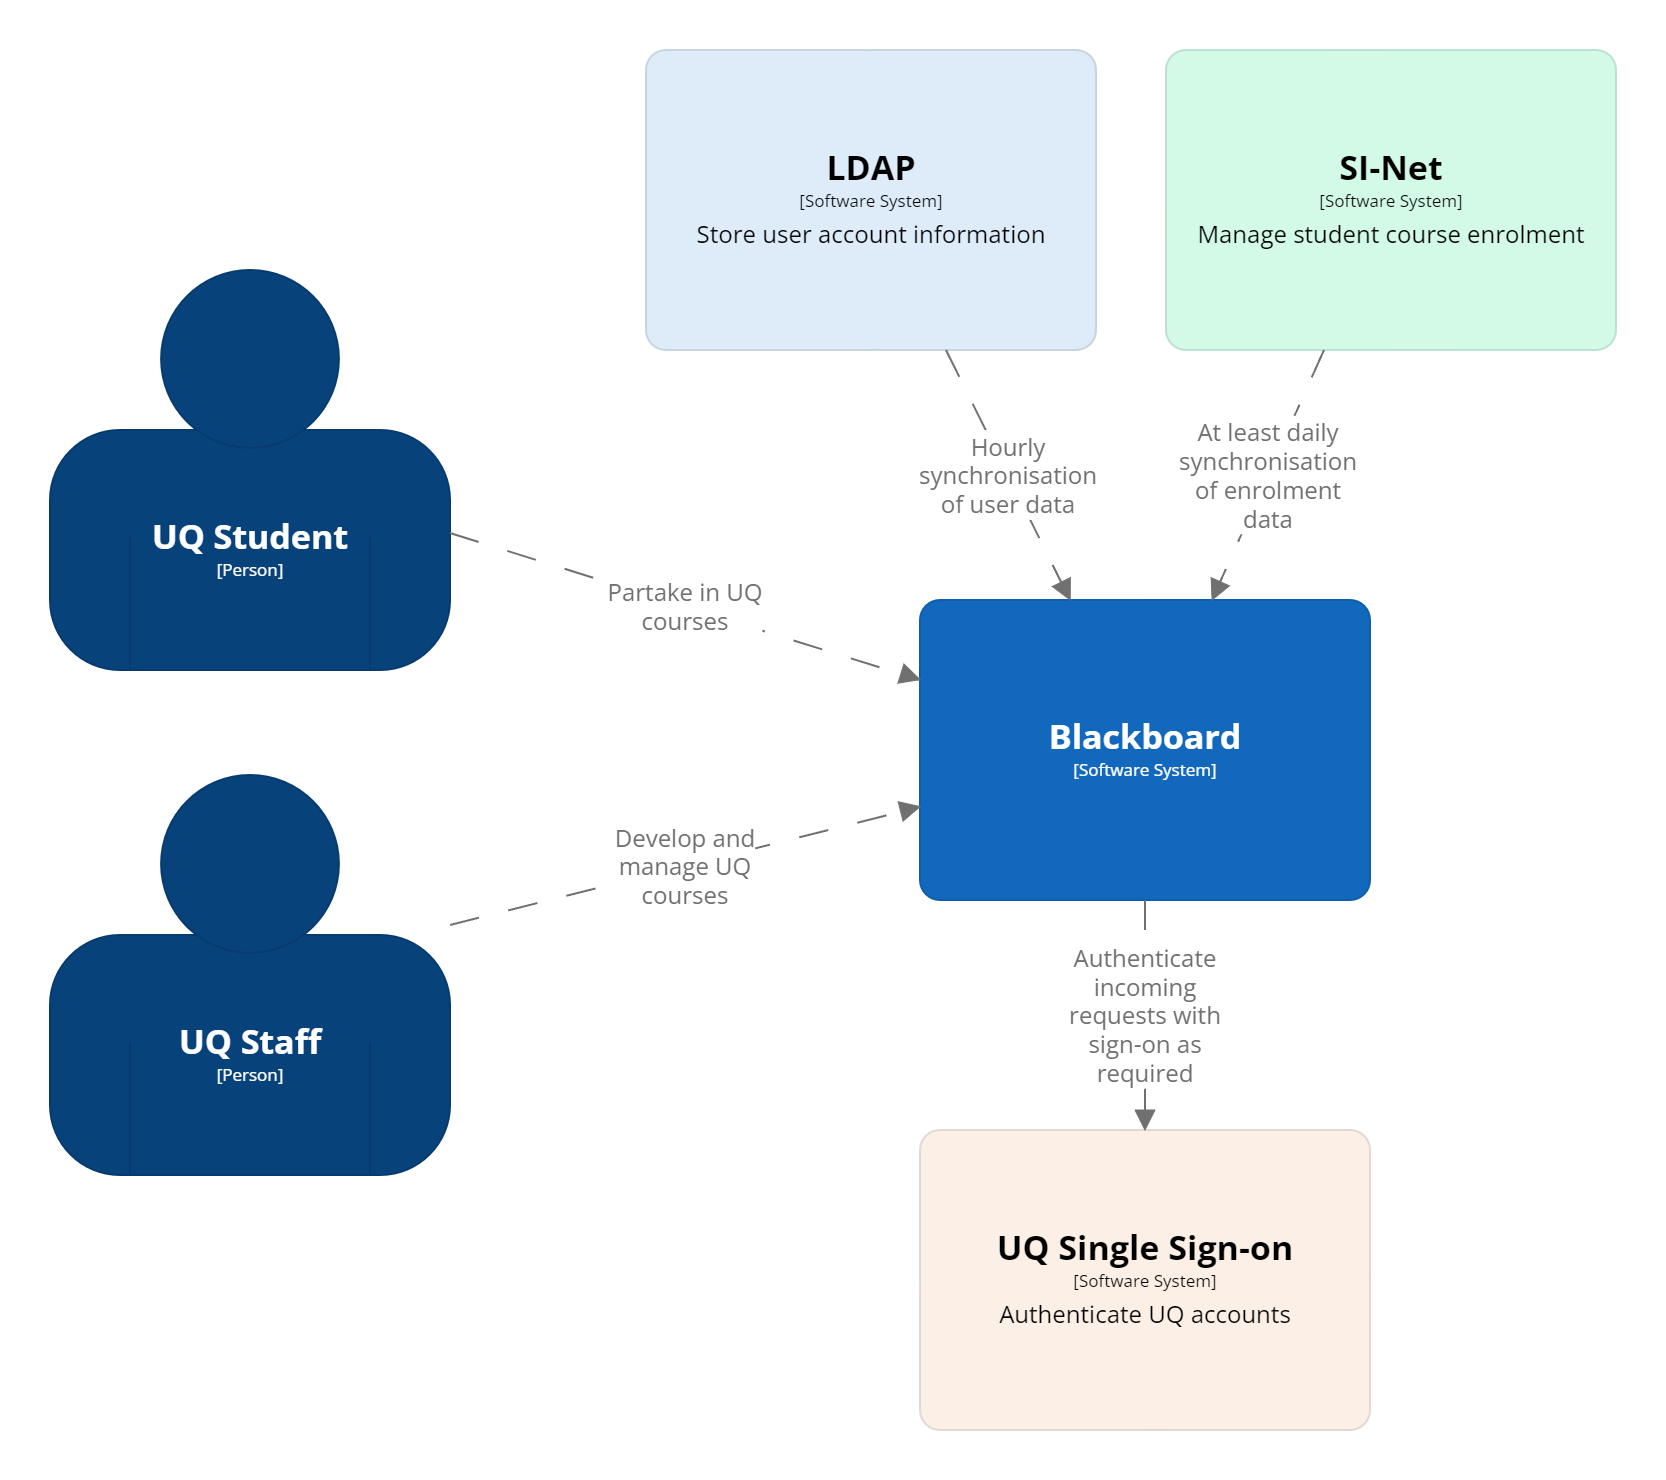 LDAP
[Software System]
Store user account information
SI-Net
[Software System]
Manage student course enrolment
Hourly
synchronisation
of user data
At least daily
synchronisation
of enrolment
data
UQ Student
[Person]
Partake in UQ
courses
Blackboard
[Software System]
Develop and
manage UQ
courses
UQ Staff
[Person]
Authenticate
incoming
requests with
sign-on as
required
UQ Single Sign-on
[Software System]
Authenticate UQ accounts